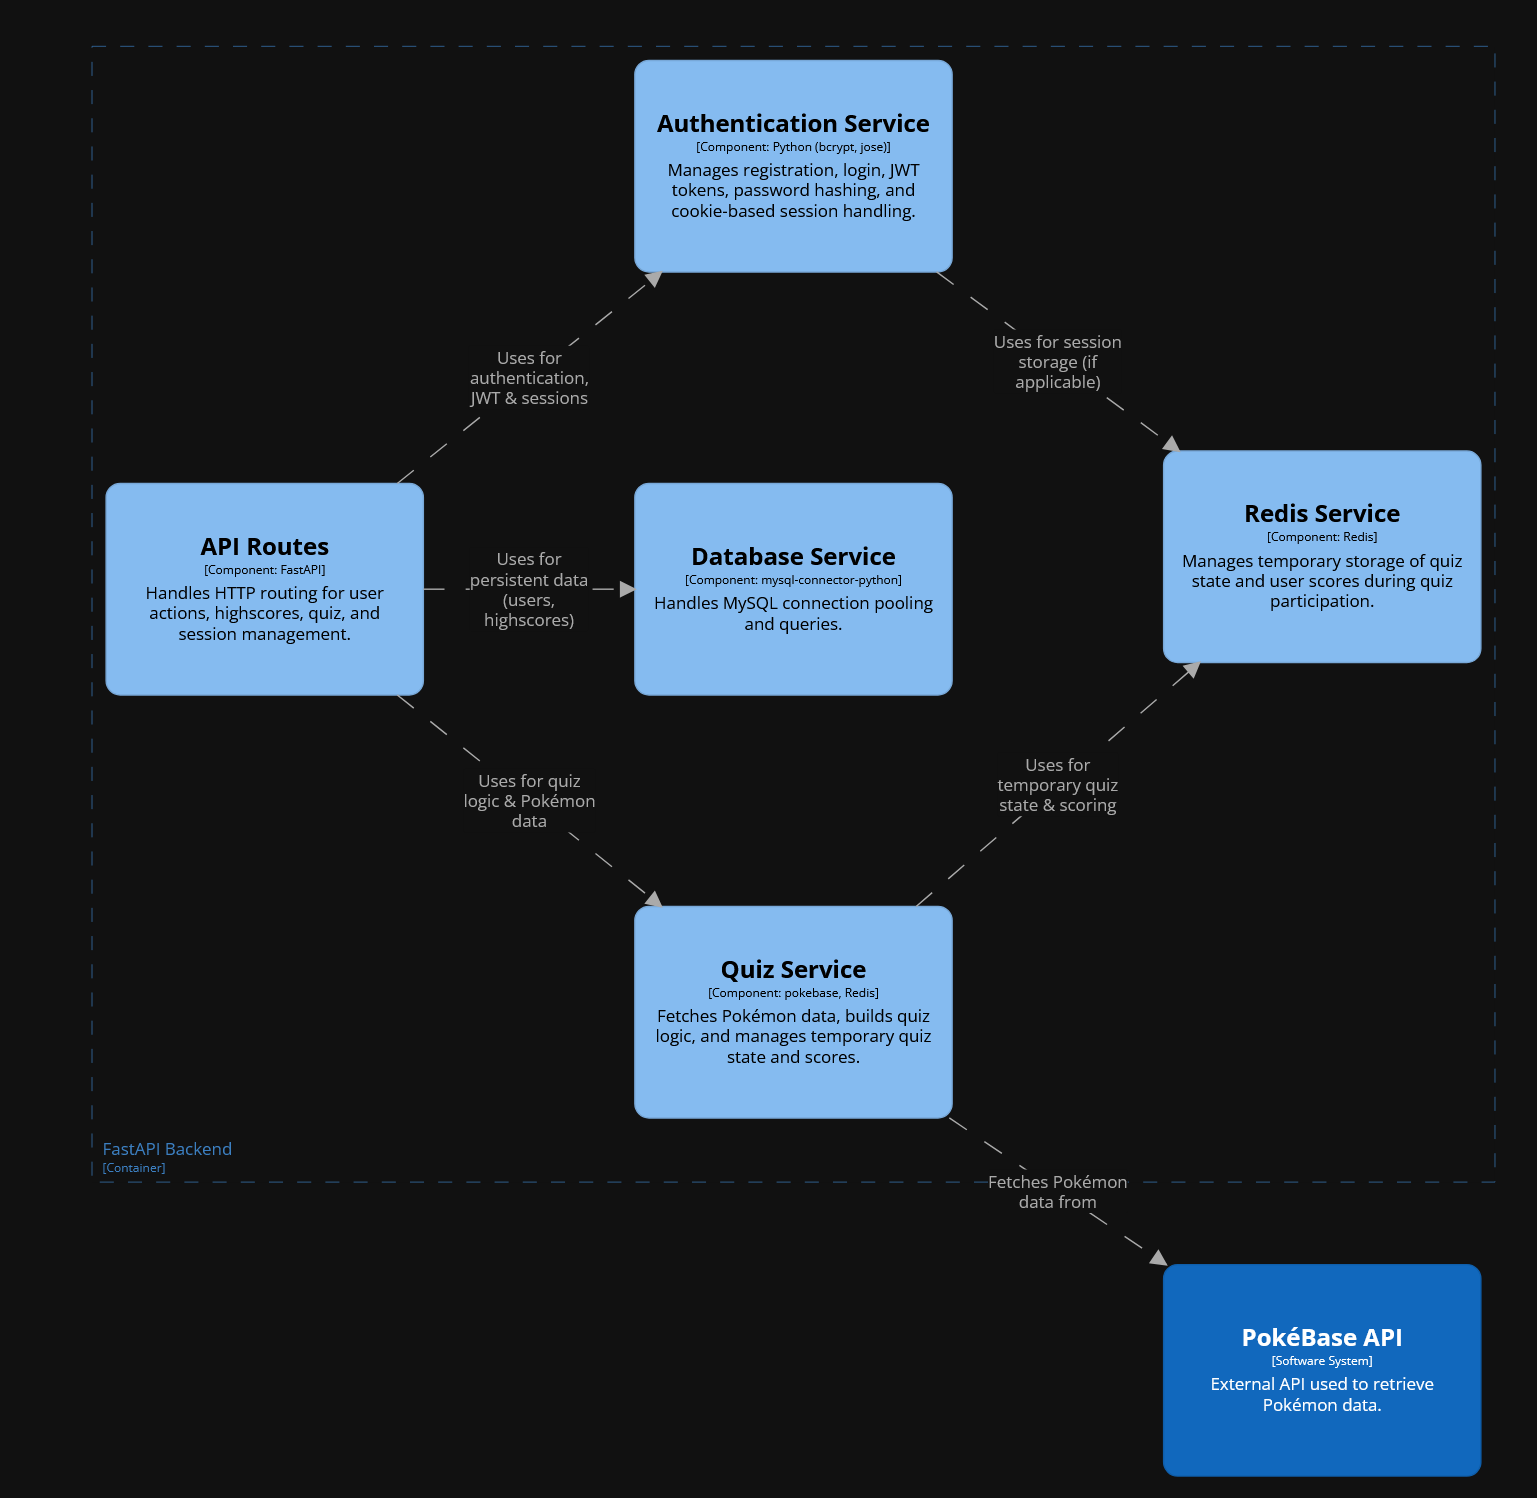 Authentication Service
[Component: Python (bcrypt, jose)]
Manages registration, login, JWT
tokens, password hashing, and
cookie-based session handling.
Uses for
authentication,
JWT & sessions
Uses for session
storage (if
applicable)
API Routes
[Component: FastAPI]
Handles HTTP routing for user
actions, highscores, quiz, and
session management.
Uses for
persistent data
(users,
highscores)
Database Service
[Component: mysql-connector-python]
Handles MySQL connection pooling
and queries.
Redis Service
[Component: Redis]
Manages temporary storage of quiz
state and user scores during quiz
participation.
Uses for quiz
logic & Pokémon
data
Uses for
temporary quiz
state & scoring
Quiz Service
[Component: pokebase, Redis]
Fetches Pokémon data, builds quiz
logic, and manages temporary quiz
state and scores.
FastAPI Backend
[Container]
Fetches Pokémon
data from
PokéBase API
[Software System]
External API used to retrieve
Pokémon data.